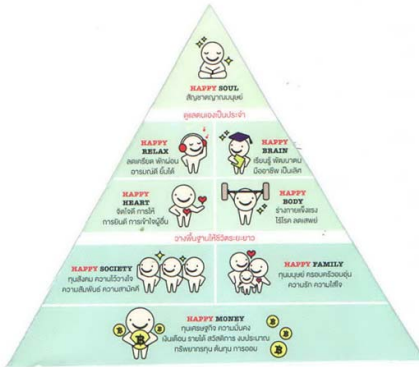 HAPPY SOUL
สัญชาตญาณมนุษย์
ดูแลตนเองเป็นประจำ
HAPPY
RELAX
ลดเครียด พักผ่อน
อารมณ์ดี ยิ้มได้
HAPPY
BRAIN
เรียนรู้ พัฒนาตน
มืออาชีพ เป็นเลิศ
HAPPY
HEART
จิตใจดี การให้
การยินดี การเข้าใจผู้อื่น
HAPPY
BODY
ร่างกายแข็งแรง
ไร้โรค ลดเสพย์
วางพื้นฐานให้ชีวิตระยะยาว
HAPPY SOCIETY
ทุนสังคม ความไว้วางใจ
ความสัมพันธ์ ความสามัคคี
HAPPY FAMILY
ทุนมนุษย์ ครอบครัวอบอุ่น
ความรัก ความใส่ใจ
HAPPY MONEY
ทุนเศรษฐกิจ ความมั่นคง
เงินเดือน รายได้ สวัสดิการ งบประมาณ
ทรัพยากรทุน ต้นทุน การออม